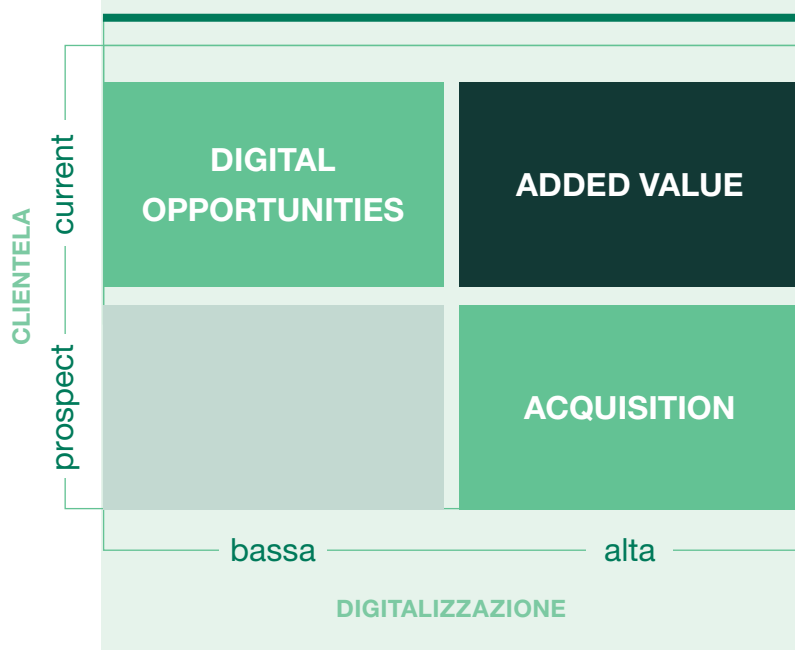 DIGITAL
OPPORTUNITIES
ADDED VALUE
ACQUISITION
CLIENTELA
current
prospect
bassa
alta
DIGITALIZZAZIONE